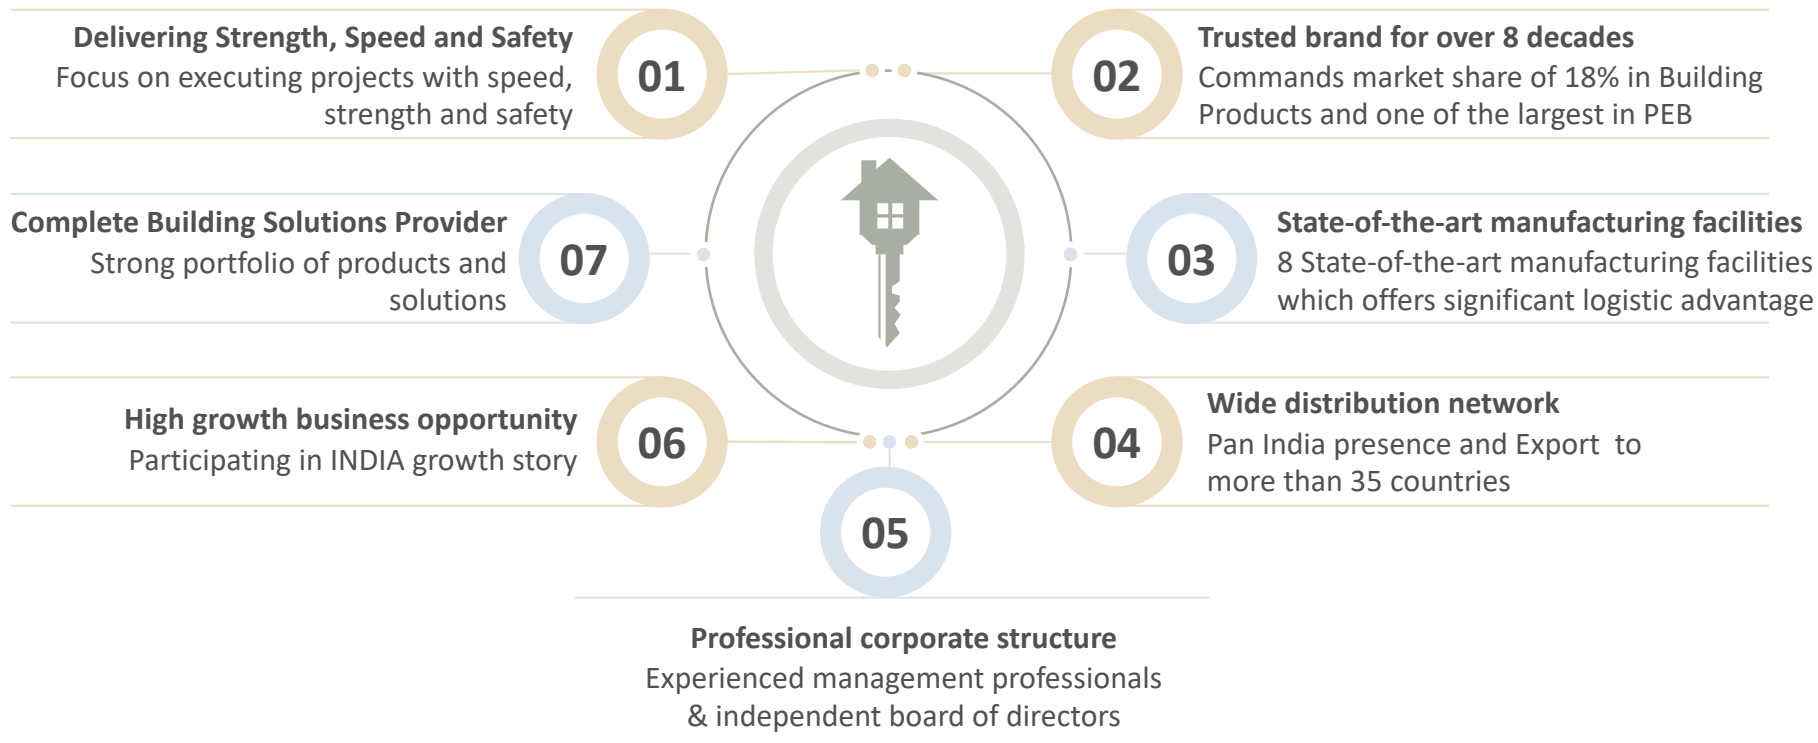 01
Delivering Strength, Speed and Safety
Focus on executing projects with speed,
strength and safety
02
Trusted brand for over 8 decades
Commands market share of 18% in Building
Products and one of the largest in PEB
03
State-of-the-art manufacturing facilities
8 State-of-the-art manufacturing facilities
which offers significant logistic advantage
04
Wide distribution network
Pan India presence and Export to
more than 35 countries
05
Professional corporate structure
Experienced management professionals
& independent board of directors
06
High growth business opportunity
Participating in INDIA growth story
07
Complete Building Solutions Provider
Strong portfolio of products and
solutions